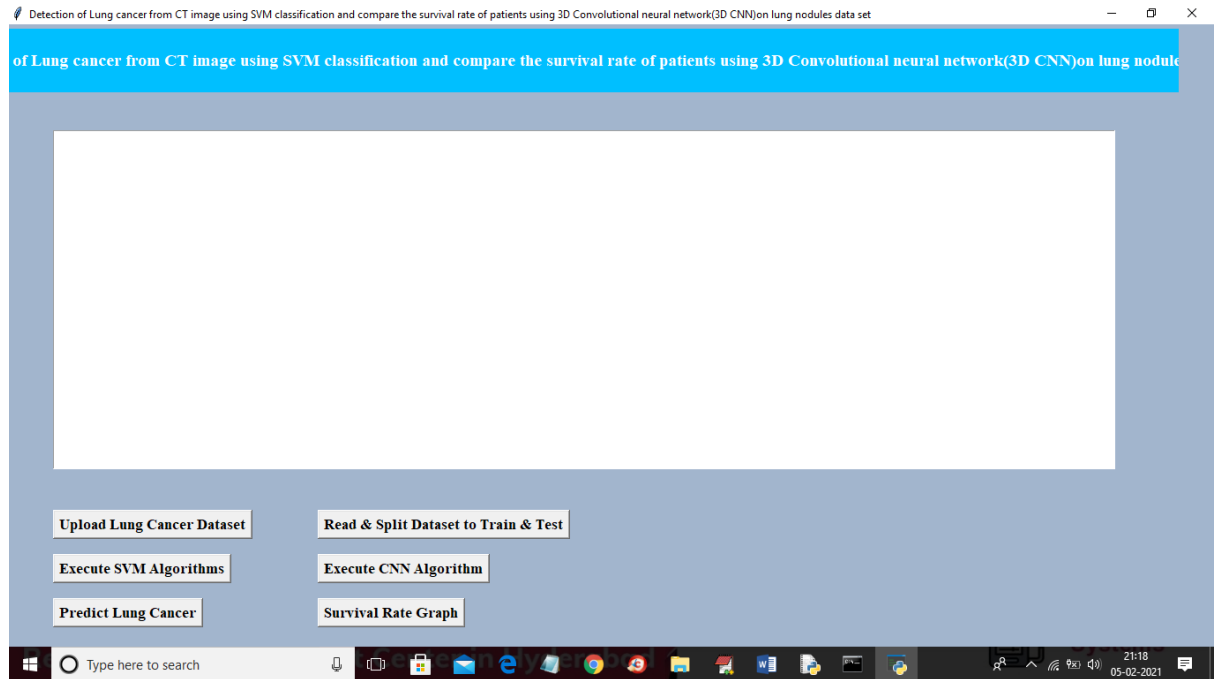 Detection of Lung cancer from CT image using SVM classification and compare the survival rate of patients using 3D Convolutional neural network(3D CNN)on lung nodules data set
of Lung cancer from CT image using SVM classification and compare the survival rate of patients using 3D Convolutional neural network(3D CNN)on lung nodule
Upload Lung Cancer Dataset
Read & Split Dataset to Train & Test
Execute SVM Algorithms
Execute CNN Algorithm
Predict Lung Cancer
Survival Rate Graph
Type here to search
21:18
05-02-2021